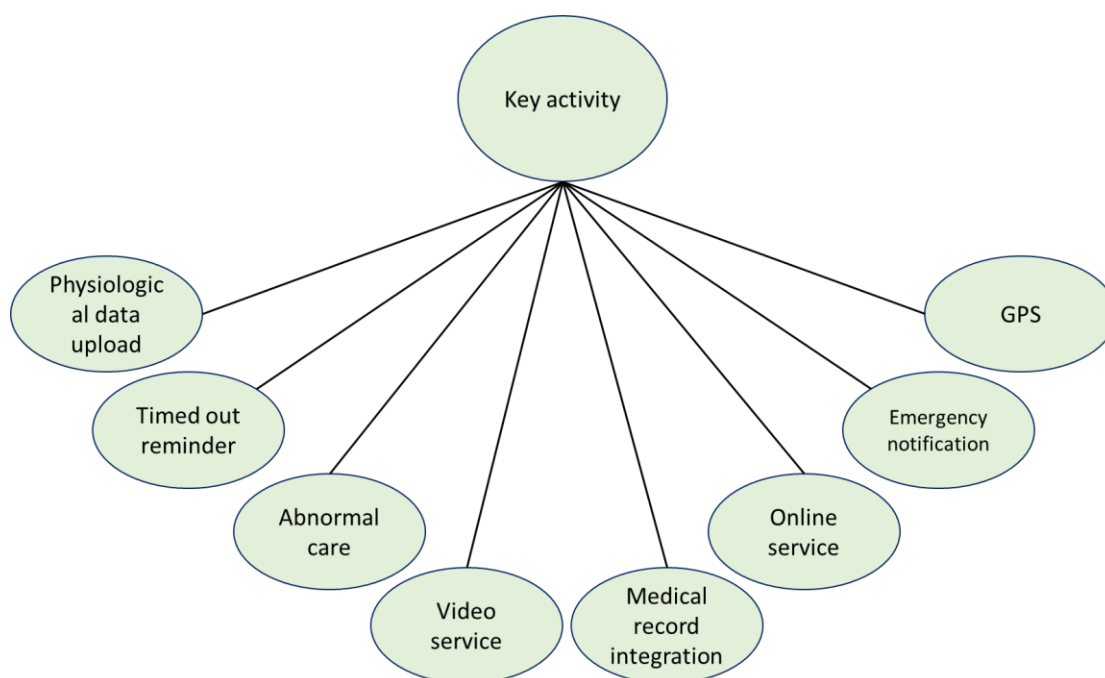 Key activity
Physiologic
al data
upload
Timed out
reminder
Abnormal
care
Video
service
Medical
record
integration
Online
service
Emergency
notification
GPS